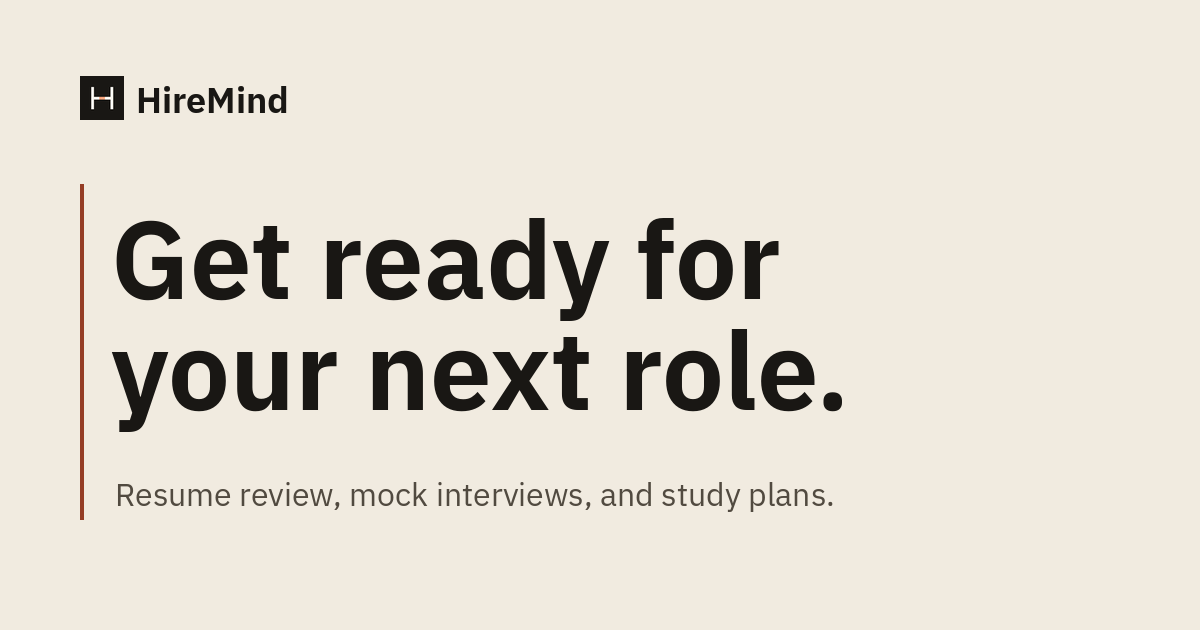 H HireMind
Get ready for
your next role.
Resume review, mock interviews, and study plans.